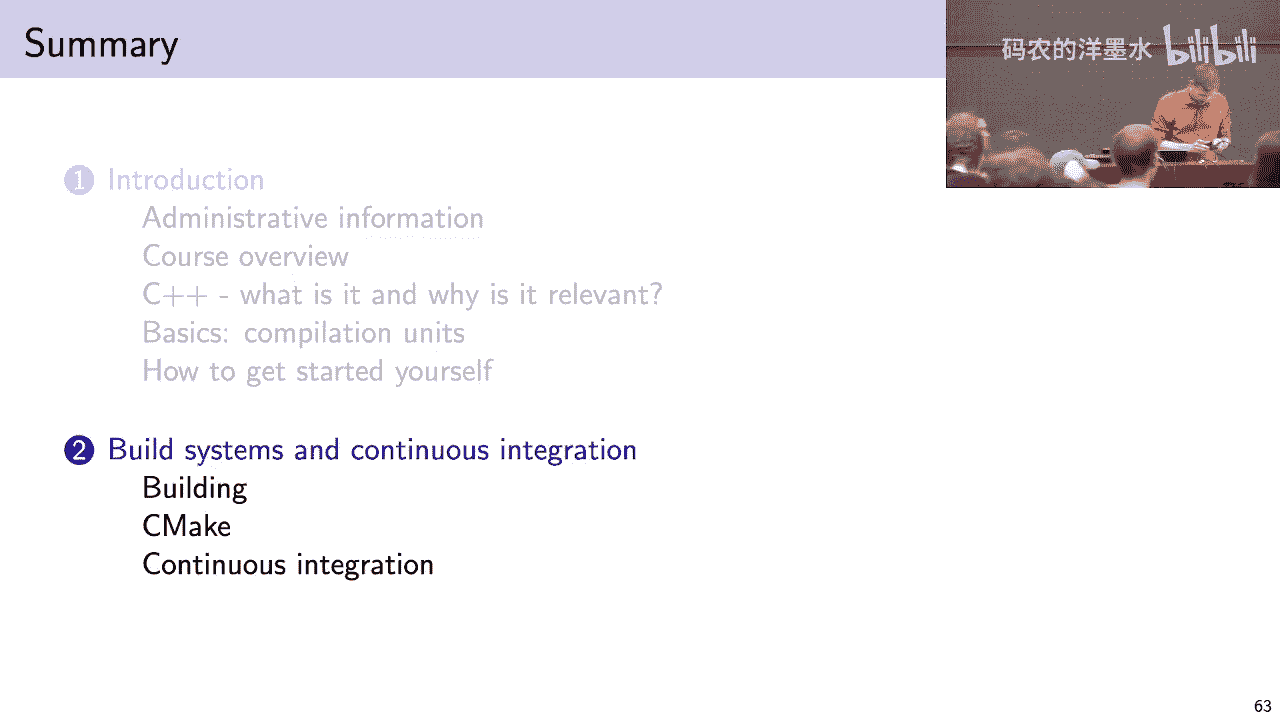 Summary
码农的洋墨水 bilibili
1 Introduction
Administrative information
Course overview
C++ - what is it and why is it relevant?
Basics: compilation units
How to get started yourself
2 Build systems and continuous integration
Building
CMake
Continuous integration
63